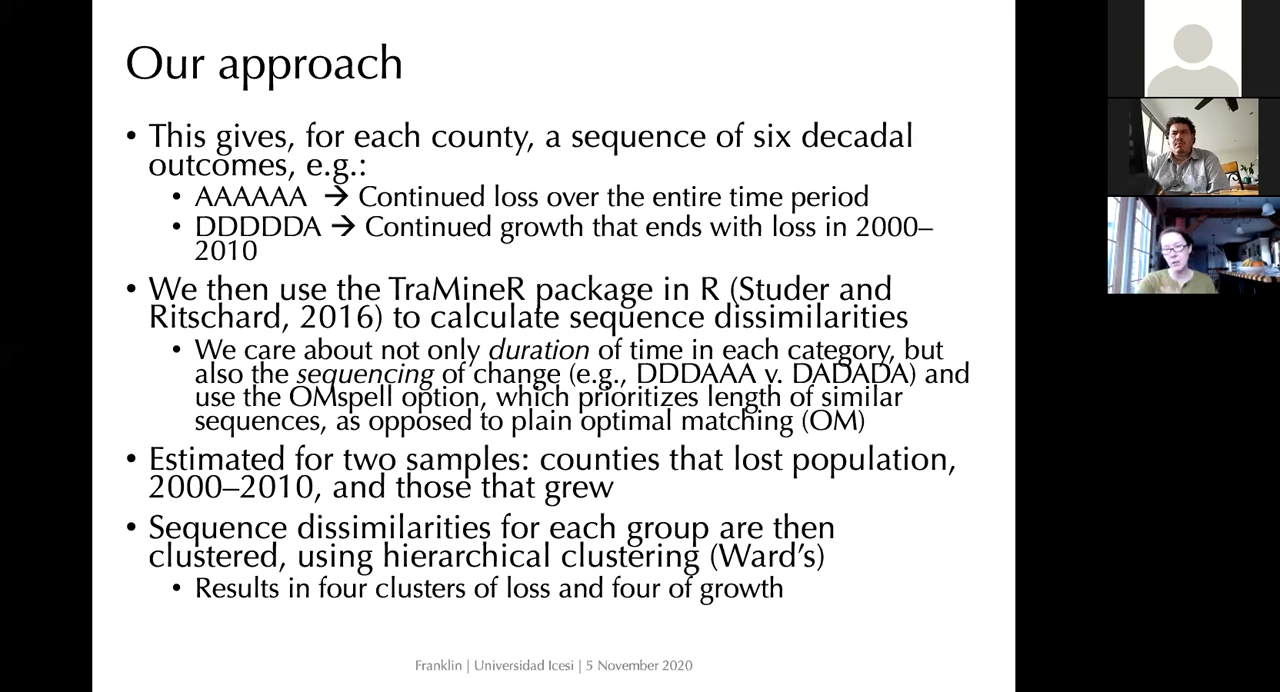 Our approach
• This gives, for each county, a sequence of six decadal
outcomes, e.g.:
• AAAAAA → Continued loss over the entire time period
• DDDDDA → Continued growth that ends with loss in 2000–
2010
• We then use the TraMineR package in R (Studer and
Ritschard, 2016) to calculate sequence dissimilarities
• We care about not only duration of time in each category, but
also the sequencing of change (e.g., DDDAAA v. DADADA) and
use the OMspell option, which prioritizes length of similar
sequences, as opposed to plain optimal matching (OM)
• Estimated for two samples: counties that lost population,
2000–2010, and those that grew
• Sequence dissimilarities for each group are then
clustered, using hierarchical clustering (Ward’s)
• Results in four clusters of loss and four of growth
Franklin | Universidad Icesi | 5 November 2020